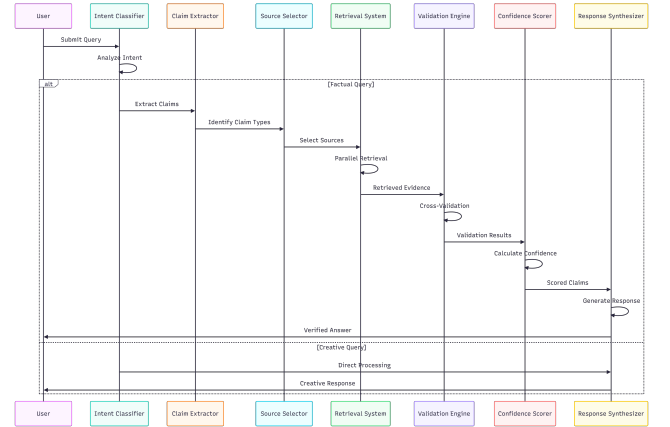 User
Intent Classifier
Claim Extractor
Source Selector
Retrieval System
Validation Engine
Confidence Scorer
Response Synthesizer
Submit Query
Analyze Intent
alt
[Factual Query]
Extract Claims
Identify Claim Types
Select Sources
Parallel Retrieval
Retrieved Evidence
Cross-Validation
Validation Results
Calculate Confidence
Scored Claims
Generate Response
Verified Answer
[Creative Query]
Direct Processing
Creative Response
User
Intent Classifier
Claim Extractor
Source Selector
Retrieval System
Validation Engine
Confidence Scorer
Response Synthesizer